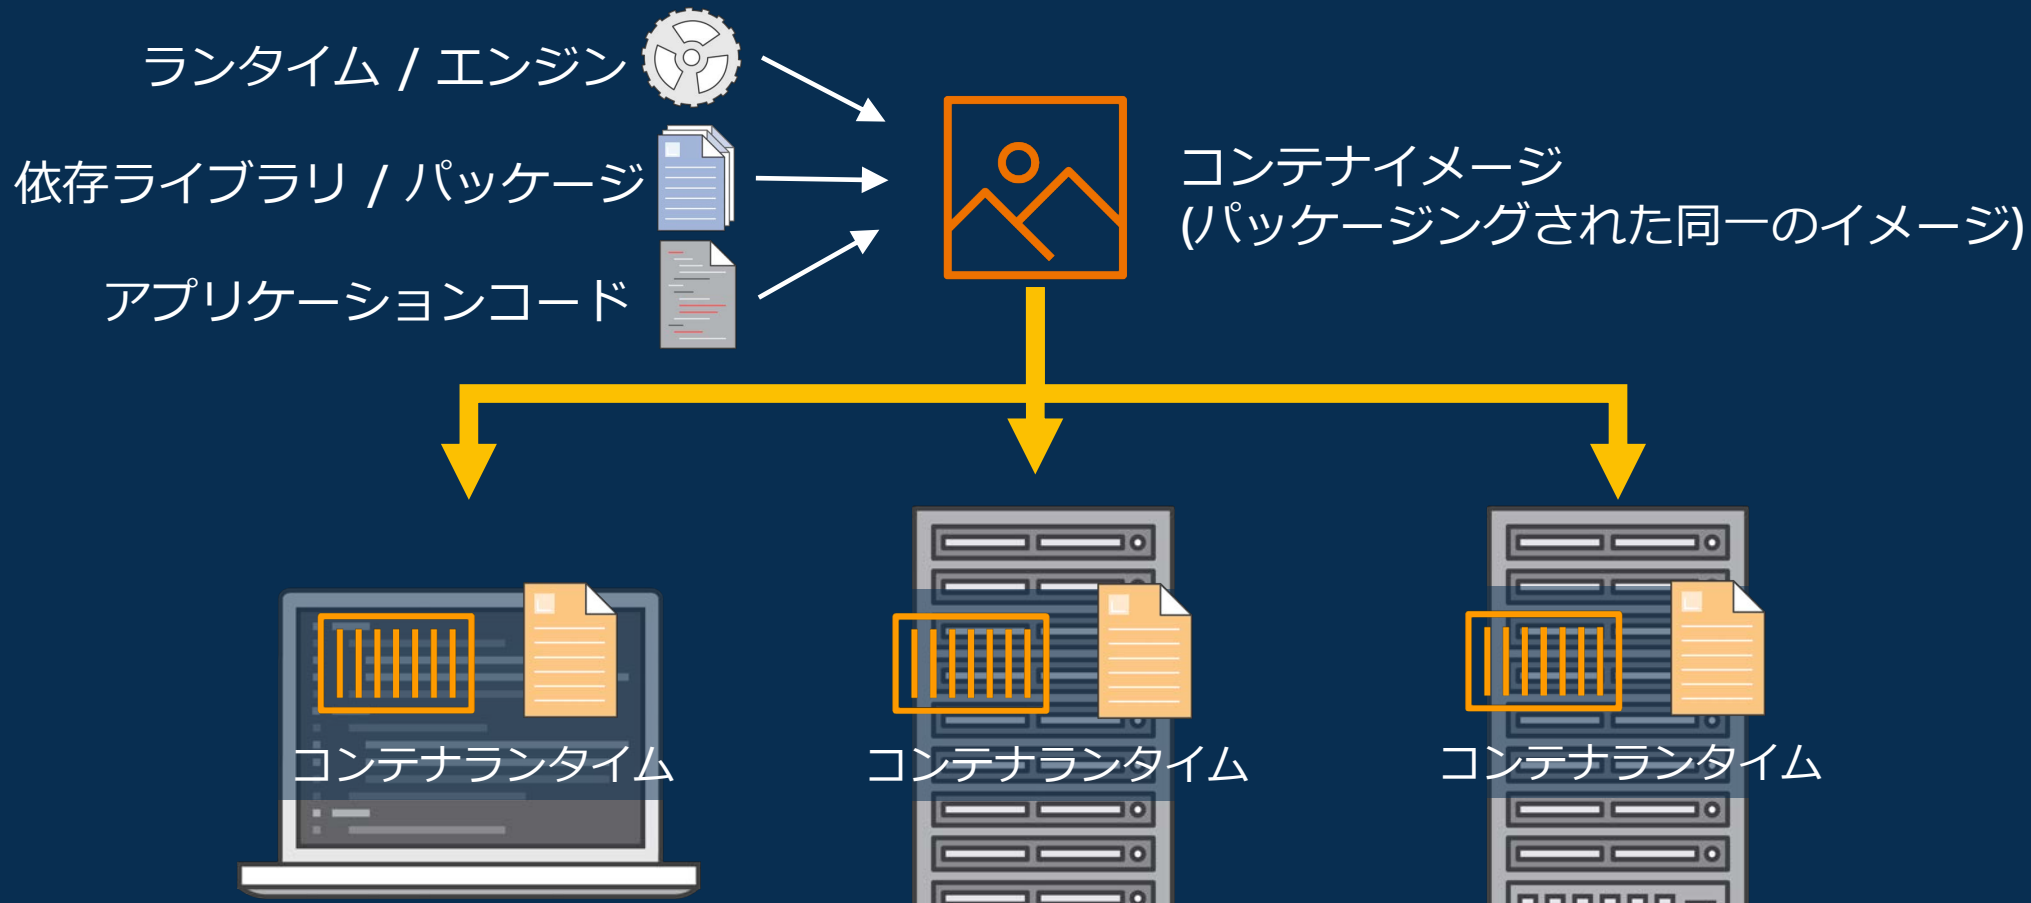 ランタイム / エンジン
依存ライブラリ / パッケージ
アプリケーションコード
コンテナイメージ
(パッケージングされた同一のイメージ)
コンテナランタイム
コンテナランタイム
コンテナランタイム